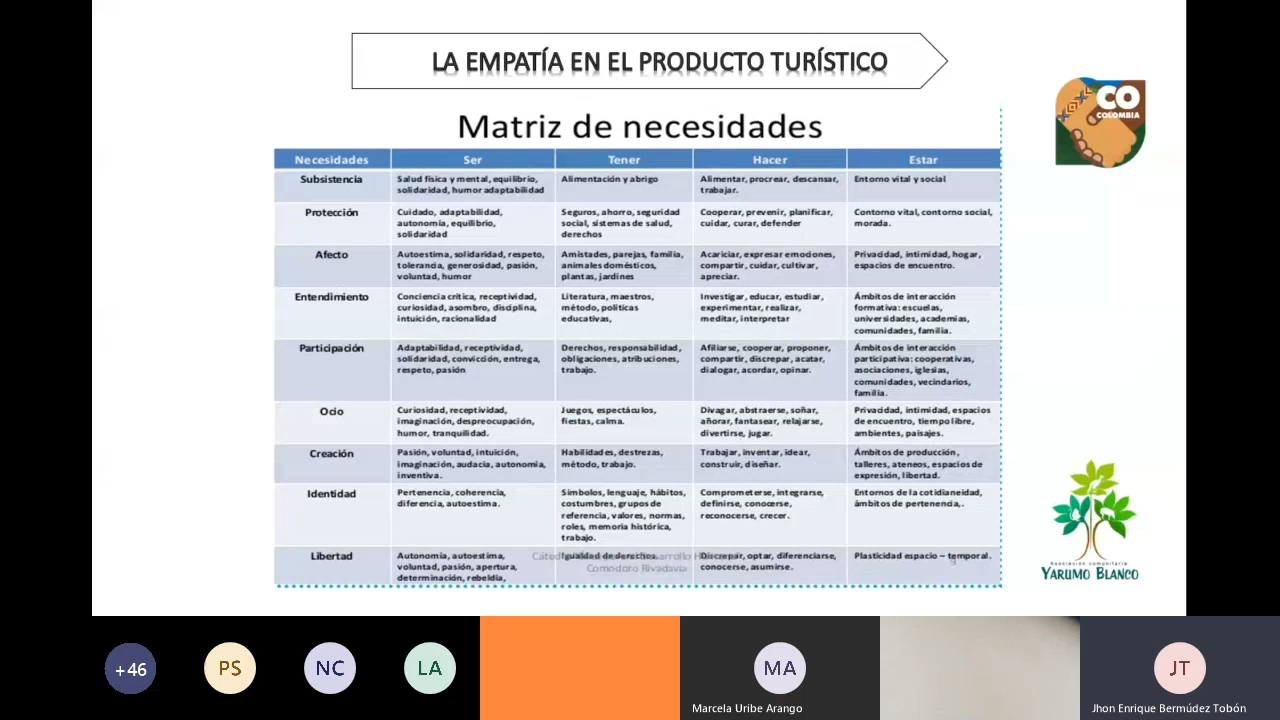 LA EMPATÍA EN EL PRODUCTO TURÍSTICO
CO
COLOMBIA
Matriz de necesidades
Necesidades Ser Tener Hacer Estar
Subsistencia
Salud física y mental, equilibrio,
solidaridad, humor adaptabilidad
Alimentación y abrigo
Alimentar, procrear, descansar,
trabajar.
Entorno vital y social
Protección
Cuidado, adaptabilidad,
autonomía, equilibrio,
solidaridad
Seguros, ahorro, seguridad
social, sistemas de salud,
derechos
Cooperar, prevenir, planificar,
cuidar, curar, defender
Contorno vital, contorno social,
morada.
Afecto
Autoestima, solidaridad, respeto,
tolerancia, generosidad, pasión,
voluntad, humor
Amistades, parejas, familia,
animales domésticos,
plantas, jardines
Acariciar, expresar emociones,
compartir, cuidar, cultivar,
apreciar.
Privacidad, intimidad, hogar,
espacios de encuentro.
Entendimiento
Conciencia crítica, receptividad,
curiosidad, asombro, disciplina,
intuición, racionalidad
Literatura, maestros,
método, políticas
educativas,
Investigar, educar, estudiar,
experimentar, realizar,
meditar, interpretar
Ámbitos de interacción
formativa: escuelas,
universidades, academias,
comunidades, familia.
Participación
Adaptabilidad, receptividad,
solidaridad, convicción, entrega,
respeto, pasión
Derechos, responsabilidad,
obligaciones, atribuciones,
trabajo.
Afiliarse, cooperar, proponer,
compartir, discrepar, acatar,
dialogar, acordar, opinar.
Ámbitos de interacción
participativa: cooperativas,
asociaciones, iglesias,
comunidades, vecindarios,
familia.
Ocio
Curiosidad, receptividad,
imaginación, despreocupación,
humor, tranquilidad.
Juegos, espectáculos,
fiestas, calma.
Divagar, abstraerse, soñar,
añorar, fantasear, relajarse,
divertirse, jugar.
Privacidad, intimidad, espacios
de encuentro, tiempo libre,
ambientes, paisajes.
Creación
Pasión, voluntad, intuición,
imaginación, audacia, autonomía,
inventiva.
Habilidades, destrezas,
método, trabajo.
Trabajar, inventar, idear,
construir, diseñar.
Ámbitos de producción,
talleres, ateneos, espacios de
expresión, libertad.
Identidad
Pertenencia, coherencia,
diferencia, autoestima.
Símbolos, lenguaje, hábitos,
costumbres, grupos de
referencia, valores, normas,
roles, memoria histórica,
trabajo.
Comprometerse, integrarse,
definirse, conocerse,
reconocerse, crecer.
Entornos de la cotidianeidad,
ámbitos de pertenencia,.
Libertad
Autonomía, autoestima,
voluntad, pasión, apertura,
determinación, rebeldía,
Igualdad de derechos.
Discrepar, optar, diferenciarse,
conocerse, asumirse.
Plasticidad espacio – temporal.
Comodoro Rivadavia
Asociación comunitaria
YARUMO BLANCO
+46 PS NC LA MA JT
Marcela Uribe Arango
Jhon Enrique Bermúdez Tobón